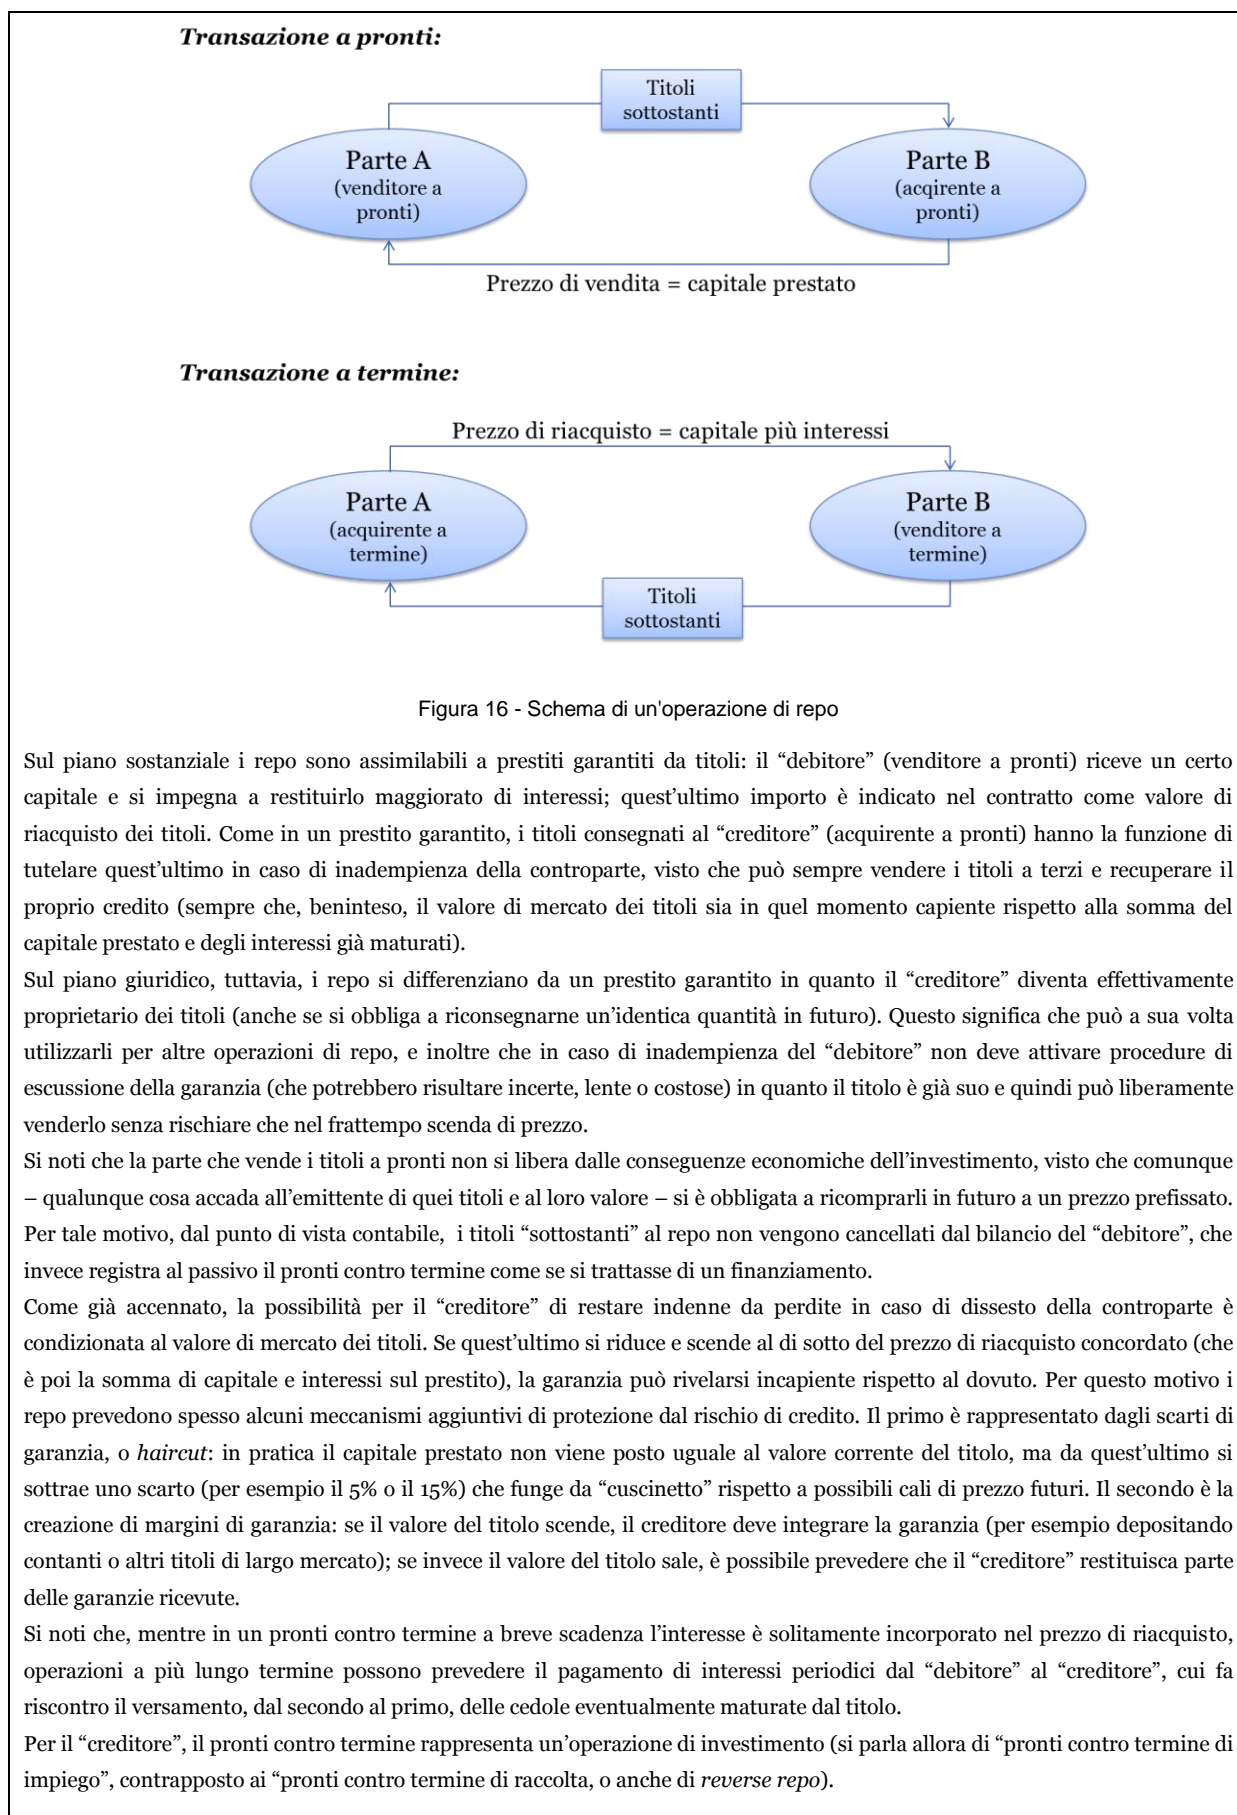 Transazione a pronti:
Titoli
sottostanti
Parte A
(venditore a
pronti)
Parte B
(acqirente a
pronti)
Prezzo di vendita = capitale prestato
Transazione a termine:
Prezzo di riacquisto = capitale più interessi
Parte A
(acquirente a
termine)
Parte B
(venditore a
termine)
Titoli
sottostanti
Figura 16 - Schema di un'operazione di repo
Sul piano sostanziale i repo sono assimilabili a prestiti garantiti da titoli: il “debitore” (venditore a pronti) riceve un certo
capitale e si impegna a restituirlo maggiorato di interessi; quest’ultimo importo è indicato nel contratto come valore di
riacquisto dei titoli. Come in un prestito garantito, i titoli consegnati al “creditore” (acquirente a pronti) hanno la funzione di
tutelare quest’ultimo in caso di inadempienza della controparte, visto che può sempre vendere i titoli a terzi e recuperare il
proprio credito (sempre che, beninteso, il valore di mercato dei titoli sia in quel momento capiente rispetto alla somma del
capitale prestato e degli interessi già maturati).
Sul piano giuridico, tuttavia, i repo si differenziano da un prestito garantito in quanto il “creditore” diventa effettivamente
proprietario dei titoli (anche se si obbliga a riconsegnarne un’identica quantità in futuro). Questo significa che può a sua volta
utilizzarli per altre operazioni di repo, e inoltre che in caso di inadempienza del “debitore” non deve attivare procedure di
escussione della garanzia (che potrebbero risultare incerte, lente o costose) in quanto il titolo è già suo e quindi può liberamente
venderlo senza rischiare che nel frattempo scenda di prezzo.
Si noti che la parte che vende i titoli a pronti non si libera dalle conseguenze economiche dell’investimento, visto che comunque
– qualunque cosa accada all’emittente di quei titoli e al loro valore – si è obbligata a ricomprarli in futuro a un prezzo prefissato.
Per tale motivo, dal punto di vista contabile, i titoli “sottostanti” al repo non vengono cancellati dal bilancio del “debitore”, che
invece registra al passivo il pronti contro termine come se si trattasse di un finanziamento.
Come già accennato, la possibilità per il “creditore” di restare indenne da perdite in caso di dissesto della controparte è
condizionata al valore di mercato dei titoli. Se quest’ultimo si riduce e scende al di sotto del prezzo di riacquisto concordato (che
è poi la somma di capitale e interessi sul prestito), la garanzia può rivelarsi incapiente rispetto al dovuto. Per questo motivo i
repo prevedono spesso alcuni meccanismi aggiuntivi di protezione dal rischio di credito. Il primo è rappresentato dagli scarti di
garanzia, o haircut: in pratica il capitale prestato non viene posto uguale al valore corrente del titolo, ma da quest’ultimo si
sottrae uno scarto (per esempio il 5% o il 15%) che funge da “cuscinetto” rispetto a possibili cali di prezzo futuri. Il secondo è la
creazione di margini di garanzia: se il valore del titolo scende, il creditore deve integrare la garanzia (per esempio depositando
contanti o altri titoli di largo mercato); se invece il valore del titolo sale, è possibile prevedere che il “creditore” restituisca parte
delle garanzie ricevute.
Si noti che, mentre in un pronti contro termine a breve scadenza l’interesse è solitamente incorporato nel prezzo di riacquisto,
operazioni a più lungo termine possono prevedere il pagamento di interessi periodici dal “debitore” al “creditore”, cui fa
riscontro il versamento, dal secondo al primo, delle cedole eventualmente maturate dal titolo.
Per il “creditore”, il pronti contro termine rappresenta un’operazione di investimento (si parla allora di “pronti contro termine di
impiego”, contrapposto ai “pronti contro termine di raccolta, o anche di reverse repo).